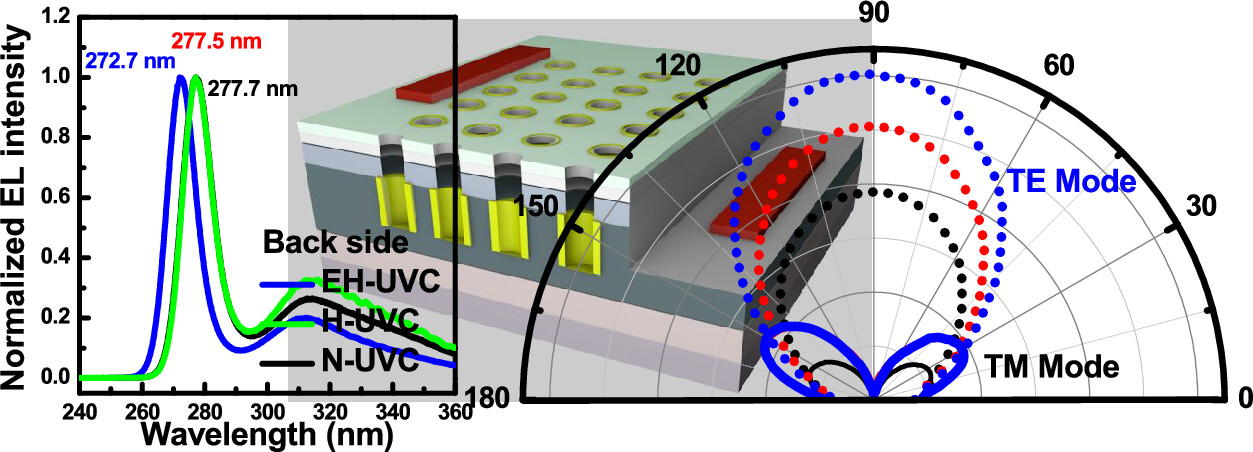 Normalized EL intensity
1.2
1.0
0.8
0.6
0.4
0.2
0.0
277.5 nm
272.7 nm
277.7 nm
Back side
EH-UVC
H-UVC
N-UVC
240 260 280 300 320 340 360
Wavelength (nm)
90
120
60
150
30
180
0
TE Mode
TM Mode